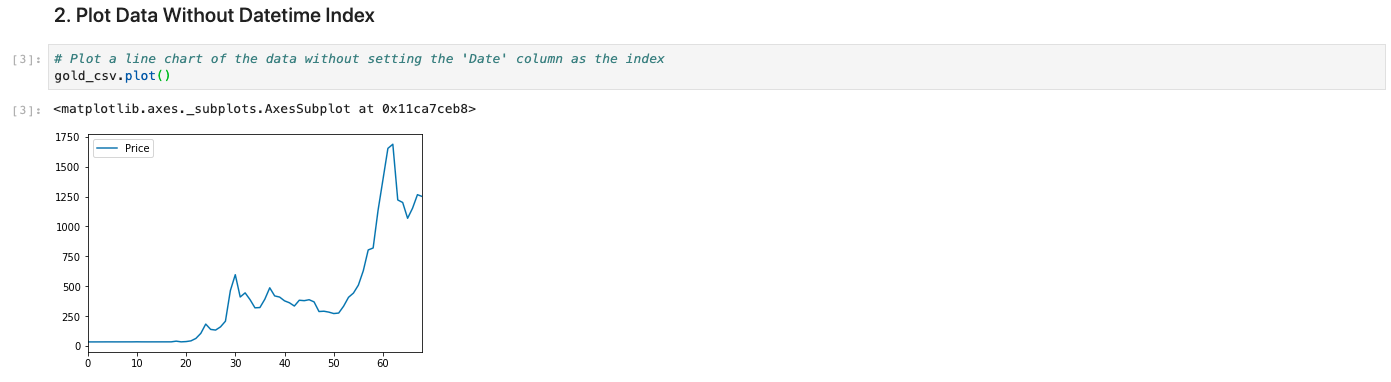 2. Plot Data Without Datetime Index
[3]:
# Plot a line chart of the data without setting the 'Date' column as the index
gold_csv.plot()
[3]:
<matplotlib.axes._subplots.AxesSubplot at 0x11ca7ceb8>
Price
1750
1500
1250
1000
750
500
250
0
0 10 20 30 40 50 60